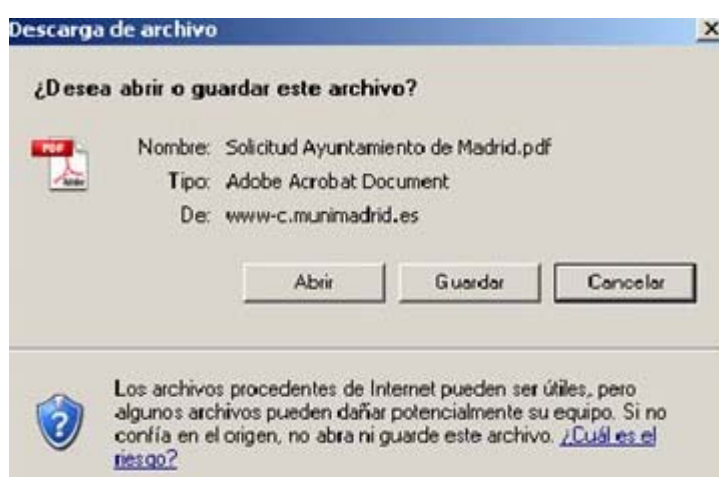 Descarga de archivo
¿Desea abrir o guardar este archivo?
PDF
Adobe
Nombre: Solicitud Ayuntamiento de Madrid.pdf
Tipo: Adobe Acrobat Document
De: www-c.munimadrid.es
Abrir Guardar Cancelar
Los archivos procedentes de Internet pueden ser útiles, pero
algunos archivos pueden dañar potencialmente su equipo. Si no
confía en el origen, no abra ni guarde este archivo. ¿Cuál es el
riesgo?